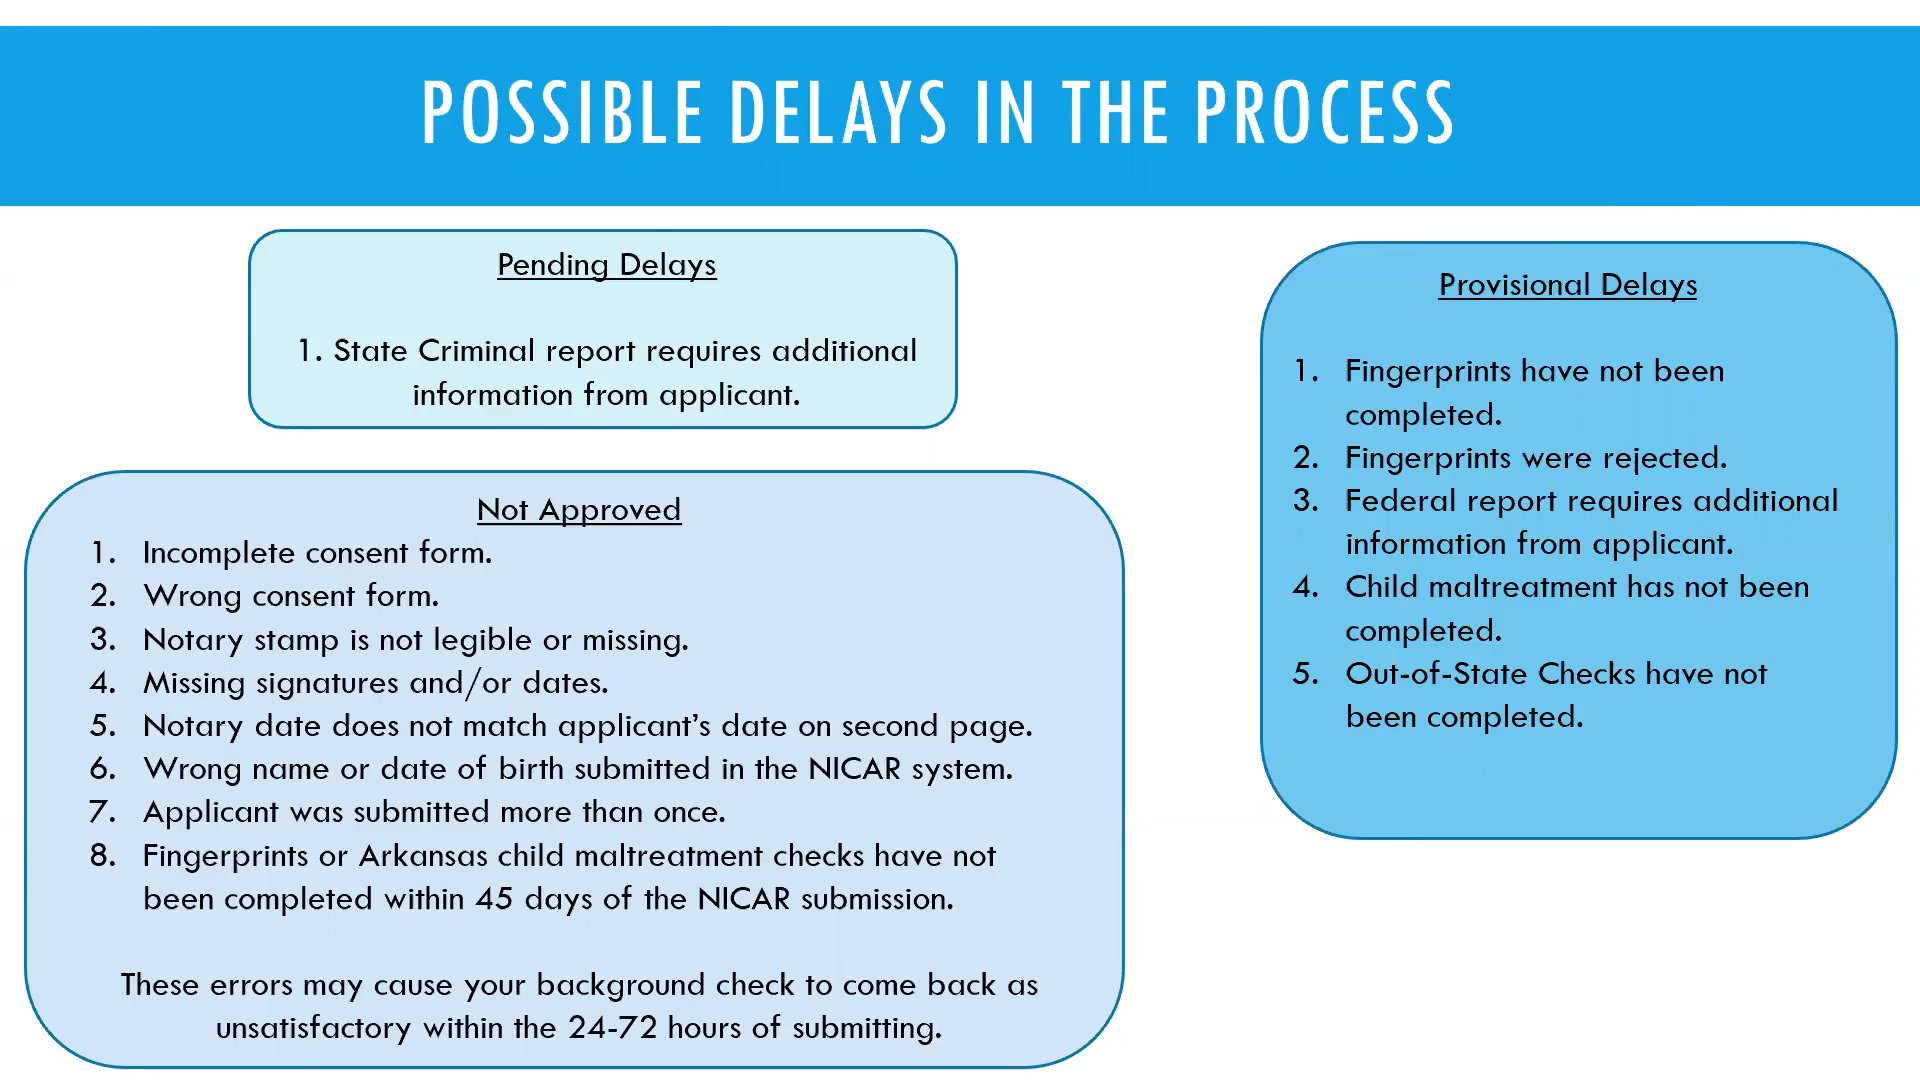 POSSIBLE DELAYS IN THE PROCESS
Pending Delays
1. State Criminal report requires additional
information from applicant.
Not Approved
1. Incomplete consent form.
2. Wrong consent form.
3. Notary stamp is not legible or missing.
4. Missing signatures and/or dates.
5. Notary date does not match applicant’s date on second page.
6. Wrong name or date of birth submitted in the NICAR system.
7. Applicant was submitted more than once.
8. Fingerprints or Arkansas child maltreatment checks have not
been completed within 45 days of the NICAR submission.
These errors may cause your background check to come back as
unsatisfactory within the 24-72 hours of submitting.
Provisional Delays
1. Fingerprints have not been
completed.
2. Fingerprints were rejected.
3. Federal report requires additional
information from applicant.
4. Child maltreatment has not been
completed.
5. Out-of-State Checks have not
been completed.